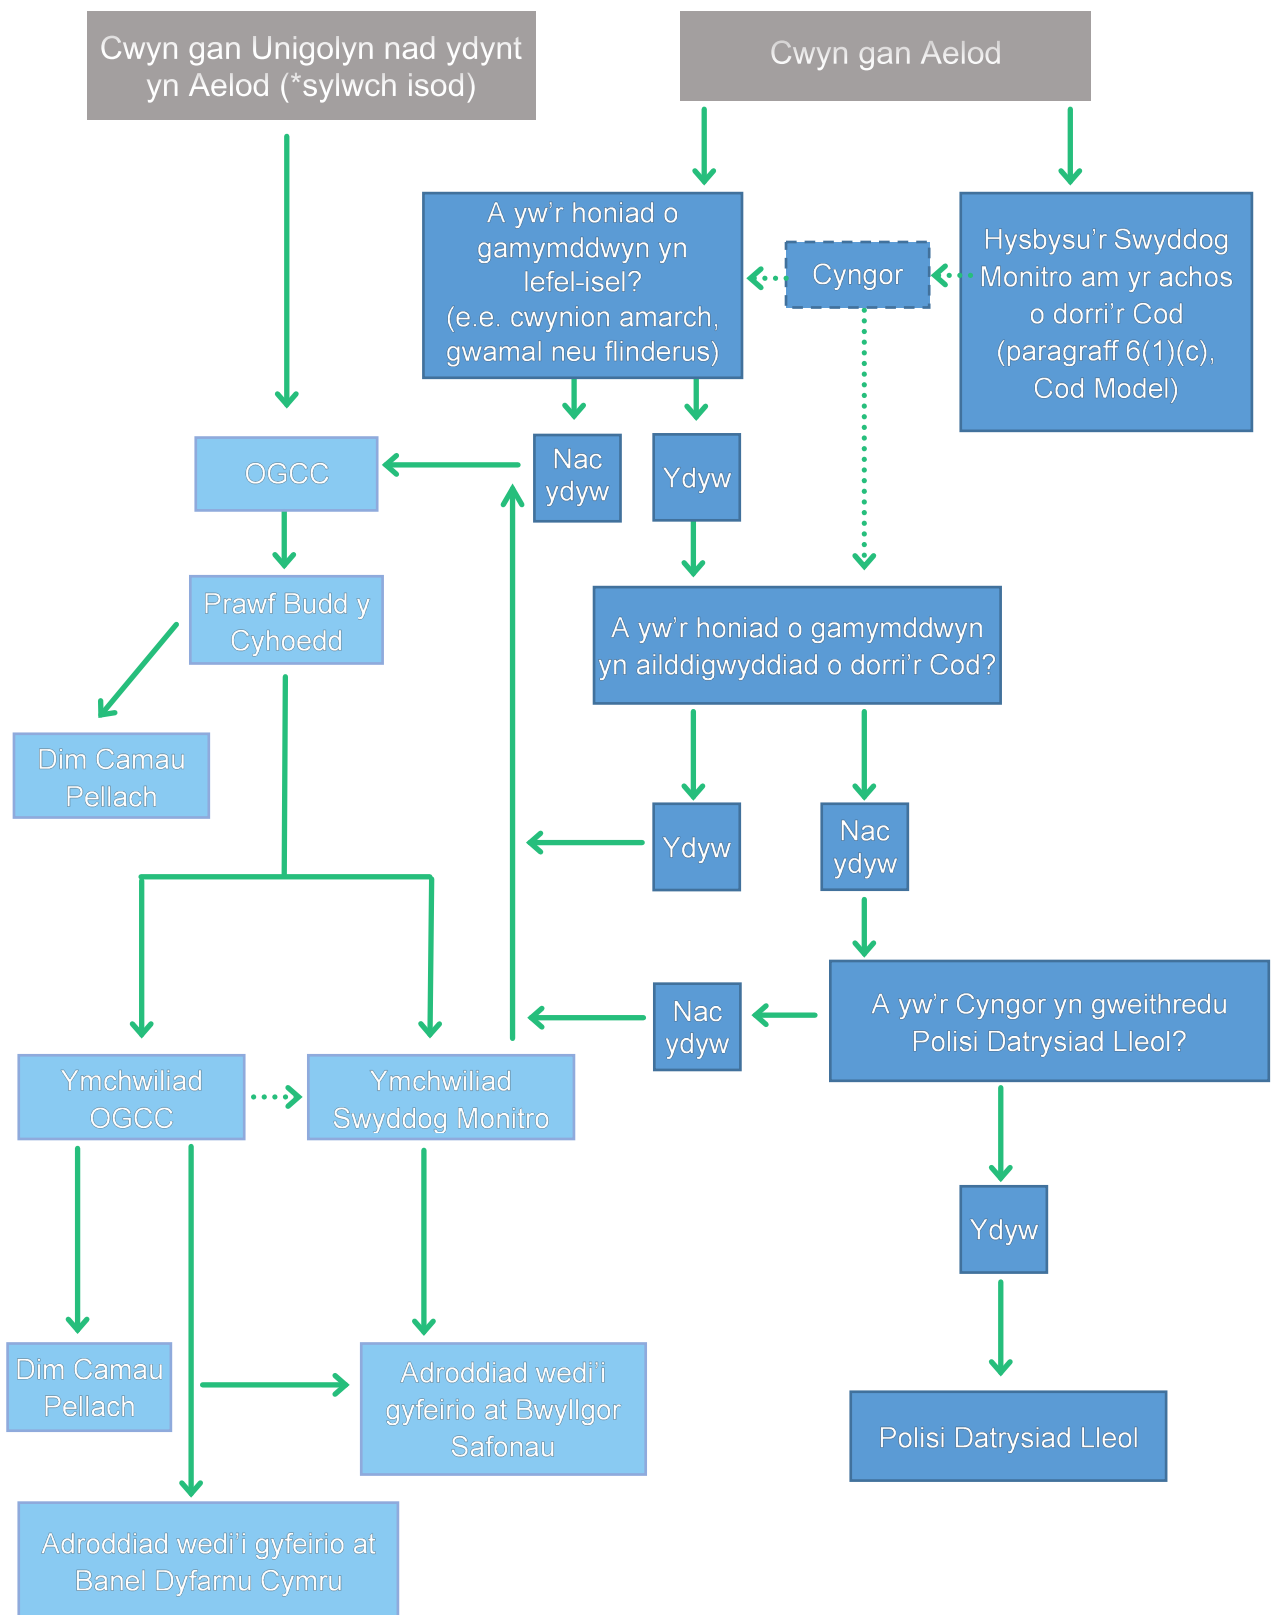 Cwyn gan Unigolyn nad ydynt
yn Aelod (*sylwch isod)
Cwyn gan Aelod
A yw'r honiad o
gamymddwyn yn
lefel-isel?
(e.e. cwynion amarch,
gwamal neu flinderus)
Cyngor
Hysbysu'r Swyddog
Monitro am yr achos
o dorri'r Cod
(paragraff 6(1)(c),
Cod Model)
OGCC
Nac
ydyw
Ydyw
Prawf Budd y
Cyhoedd
A yw'r honiad o gamymddwyn
yn ailddigwyddiad o dorri'r Cod?
Dim Camau
Pellach
Ydyw
Nac
ydyw
A yw'r Cyngor yn gweithredu
Polisi Datrysiad Lleol?
Nac
ydyw
Ymchwiliad
OGCC
Ymchwiliad
Swyddog Monitro
Ydyw
Dim Camau
Pellach
Adroddiad wedi'i
gyfeirio at Bwyllgor
Safonau
Polisi Datrysiad Lleol
Adroddiad wedi'i gyfeirio at
Banel Dyfarnu Cymru